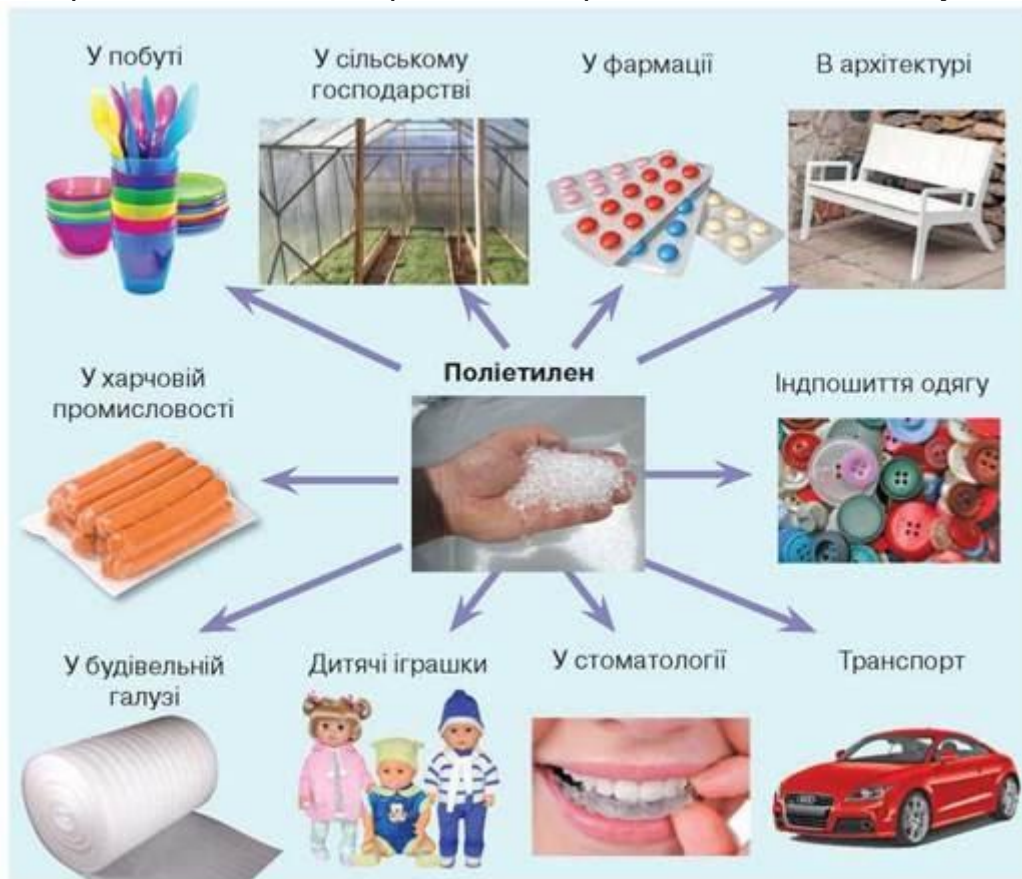 У побуті
У сільському
господарстві
У фармації
В архітектурі
Поліетилен
У харчовій
промисловості
Індпошиття одягу
У будівельній
галузі
Дитячі іграшки
У стоматології
Транспорт